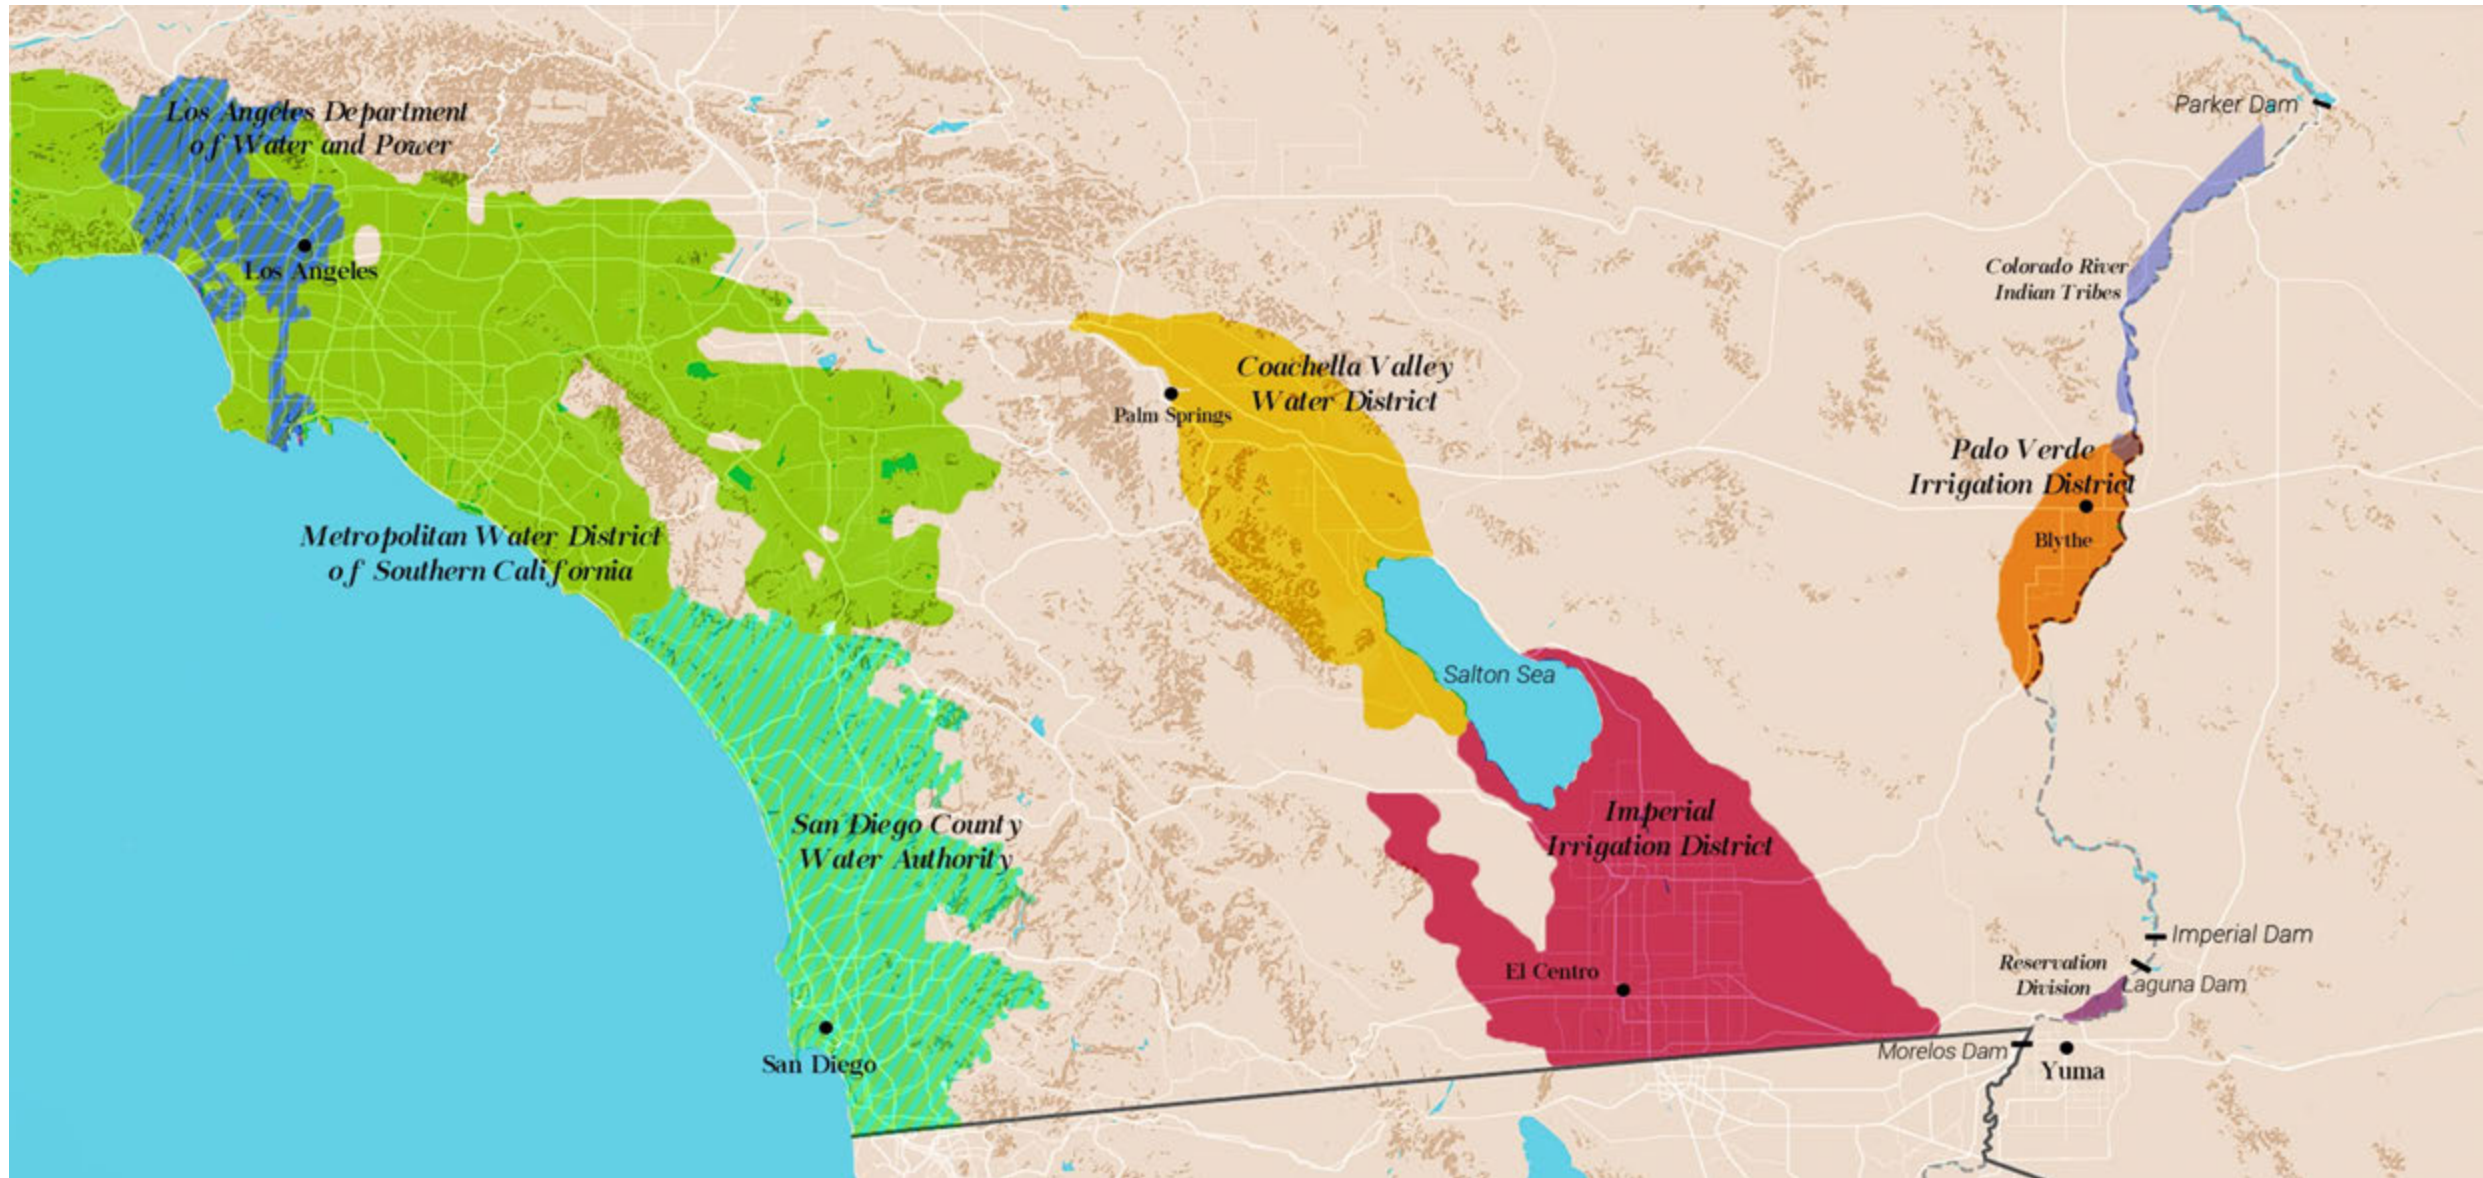 Los Angeles Department
of Water and Power
Parker Dam
Los Angeles
Colorado River
Indian Tribes
Coachella Valley
Water District
Palm Springs
Palo Verde
Irrigation District
Blythe
Metropolitan Water District
of Southern California
Salton Sea
San Diego County
Water Authority
Imperial
Irrigation District
Imperial Dam
El Centro
Reservation
Division
Laguna Dam
San Diego
Morelos Dam
Yuma